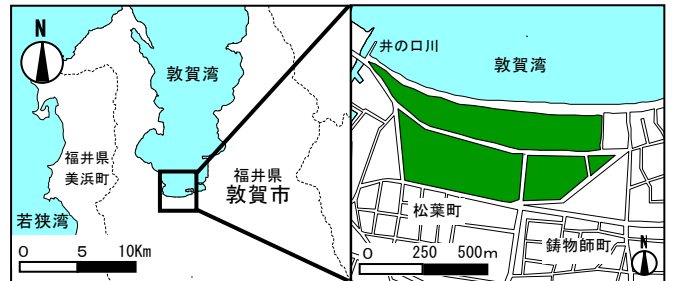 N
敦賀湾
福井県
美浜町
福井県
敦賀市
若狭湾
0 5 10Km
井の口川
敦賀湾
松葉町
鋳物師町
0 250 500m
N